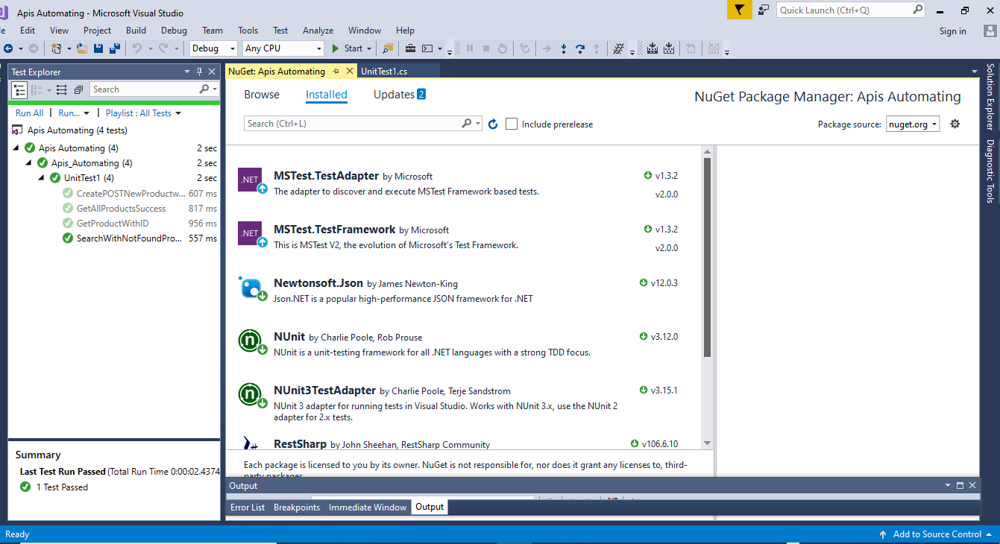 Apis Automating - Microsoft Visual Studio
Quick Launch (Ctrl+Q)
Edit View Project Build Debug Team Tools Test Analyze Window Help
Sign in
Debug Any CPU Start
Test Explorer
Search
Run All | Run... | Playlist : All Tests
Apis Automating (4 tests)
Apis Automating (4) 2 sec
Apis_Automating (4) 2 sec
UnitTest1 (4) 2 sec
CreatePOSTNewProductw... 607 ms
GetAllProductsSuccess 817 ms
GetProductWithID 956 ms
SearchWithNotFoundPro... 557 ms
Summary
Last Test Run Passed (Total Run Time 0:00:02.4374
1 Test Passed
NuGet: Apis Automating UnitTest1.cs
Browse Installed Updates 2
NuGet Package Manager: Apis Automating
Search (Ctrl+L) Include prerelease
Package source: nuget.org
.NET
MSTest.TestAdapter by Microsoft v1.3.2
The adapter to discover and execute MSTest Framework based tests.
v2.0.0
.NET
MSTest.TestFramework by Microsoft v1.3.2
This is MSTest V2, the evolution of Microsoft's Test Framework.
v2.0.0
Newtonsoft.Json by James Newton-King v12.0.3
Json.NET is a popular high-performance JSON framework for .NET
n
NUnit by Charlie Poole, Rob Prouse v3.12.0
NUnit is a unit-testing framework for all .NET languages with a strong TDD focus.
n
NUnit3TestAdapter by Charlie Poole, Terje Sandstrom v3.15.1
NUnit 3 adapter for running tests in Visual Studio. Works with NUnit 3.x, use the NUnit 2
adapter for 2.x tests.
RestSharp by John Sheehan, RestSharp Community v106.6.10
Each package is licensed to you by its owner. NuGet is not responsible for, nor does it grant any licenses to, third-
party packages.
Solution Explorer
Diagnostic Tools
Output
Error List Breakpoints Immediate Window Output
Ready
Add to Source Control